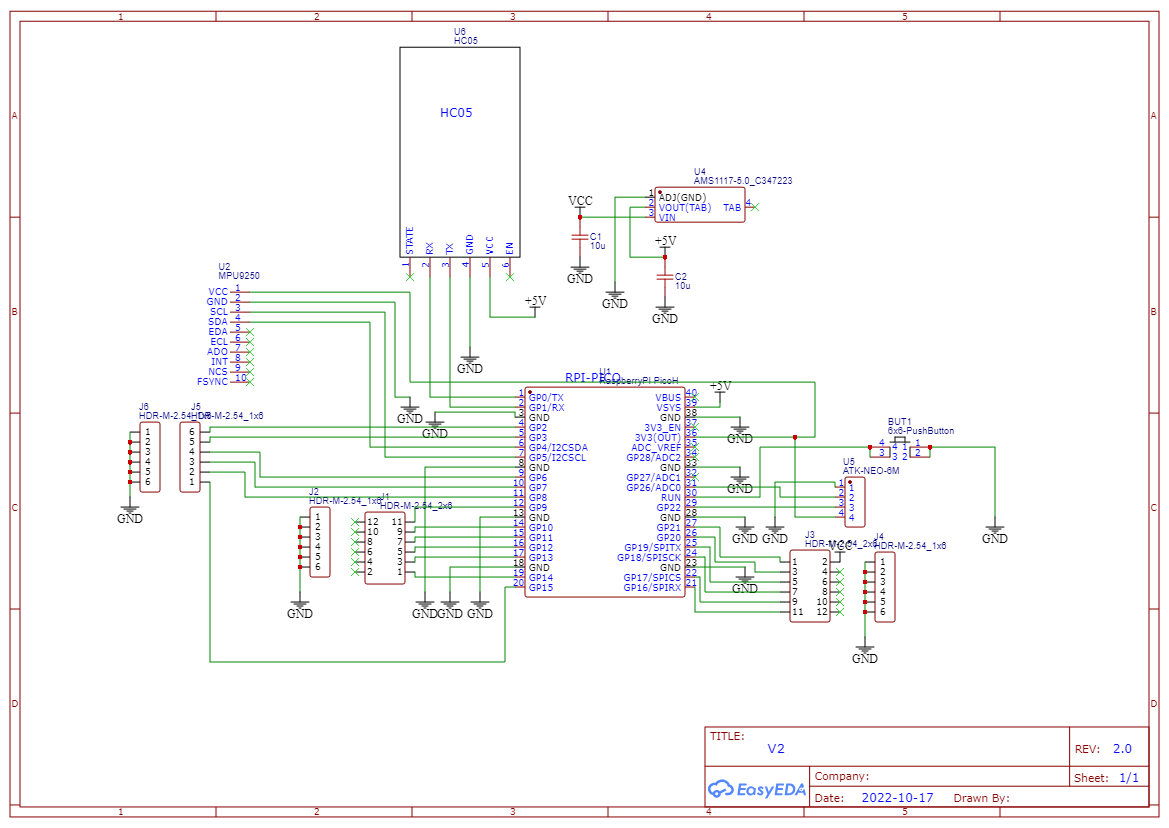 1 2 3 4 5
A
B
C
D
A
B
C
D
U6
HC05
HC05
STATE
RX
TX
GND
VCC
EN
1 2 3 4 5 6
+5V
GND
U4
AMS1117-5.0_C347223
1 ADJ(GND)
2 VOUT(TAB) TAB 4
3 VIN
VCC
C1
10u
GND
GND
+5V
C2
10u
GND
U2
MPU9250
VCC 1
GND 2
SCL 3
SDA 4
EDA 5
ECL 6
ADO 7
INT 8
NCS 9
FSYNC 10
GND
GND
U1
RPI-PICO
RaspberryPI PicoH
1 GP0/TX
2 GP1/RX
3 GND
4 GP2
5 GP3
6 GP4/I2CSDA
7 GP5/I2CSCL
8 GND
9 GP6
10 GP7
11 GP8
12 GP9
13 GND
14 GP10
15 GP11
16 GP12
17 GP13
18 GND
19 GP14
20 GP15
VBUS 40
VSYS 39
GND 38
3V3_EN 37
3V3(OUT) 36
ADC_VREF 35
GP28/ADC2 34
GND 33
GP27/ADC1 32
GP26/ADC0 31
RUN 30
GP22 29
GND 28
GP21 27
GP20 26
GP19/SPITX 25
GP18/SPISCK 24
GND 23
GP17/SPICS 22
GP16/SPIRX 21
+5V
GND
GND
GND
GND
GND
J6
HDR-M-2.54_1x6
1
2
3
4
5
6
GND
J5
HDR-M-2.54_1x6
6
5
4
3
2
1
J2
HDR-M-2.54_1x6
1
2
3
4
5
6
GND
J1
HDR-M-2.54_2x6
12 11
10 9
8 7
6 5
4 3
2 1
GND GND GND
BUT1
6x6-PushButton
4 4 1 1
3 3 2 2
GND
U5
ATK-NEO-6M
1 1
2 2
3 3
4 4
J3
HDR-M-2.54_2x6
VCC
1 2
3 4
5 6
7 8
9 10
11 12
J4
HDR-M-2.54_1x6
1
2
3
4
5
6
GND
TITLE:
V2
REV: 2.0
EasyEDA
Company:
Sheet: 1/1
Date: 2022-10-17 Drawn By:
1 2 3 4 5